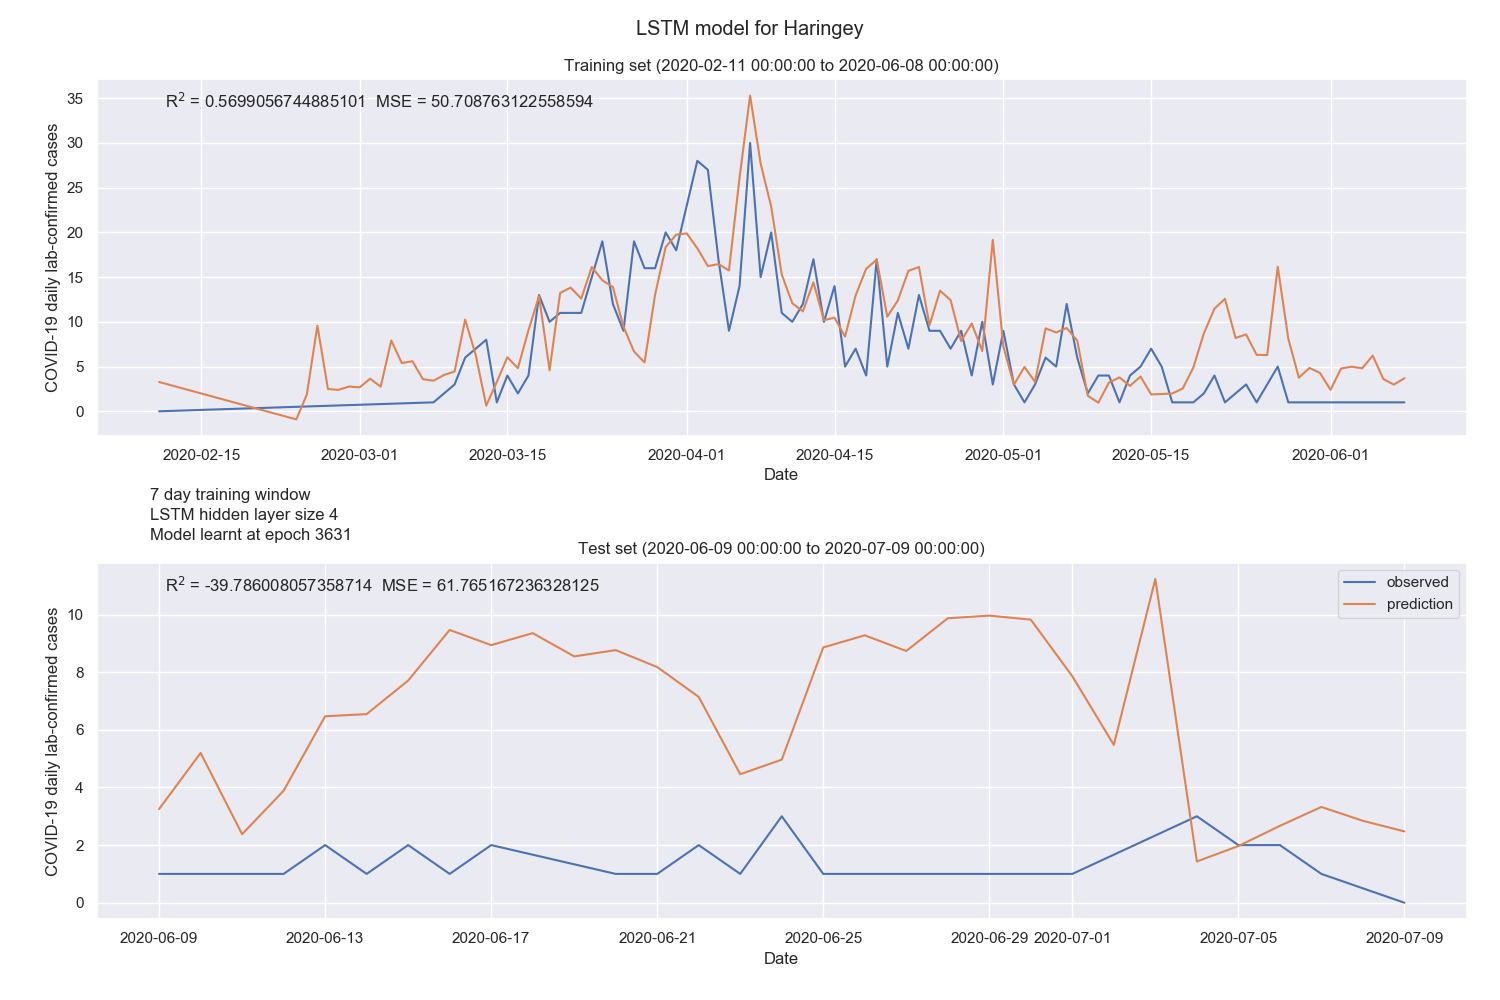 LSTM model for Haringey
Training set (2020-02-11 00:00:00 to 2020-06-08 00:00:00)
R² = 0.5699056744885101 MSE = 50.708763122558594
COVID-19 daily lab-confirmed cases
35
30
25
20
15
10
5
0
2020-02-15 2020-03-01 2020-03-15 2020-04-01 2020-04-15 2020-05-01 2020-05-15 2020-06-01
Date
7 day training window
LSTM hidden layer size 4
Model learnt at epoch 3631
Test set (2020-06-09 00:00:00 to 2020-07-09 00:00:00)
R² = -39.786008057358714 MSE = 61.765167236328125
observed
prediction
COVID-19 daily lab-confirmed cases
10
8
6
4
2
0
2020-06-09 2020-06-13 2020-06-17 2020-06-21 2020-06-25 2020-06-29 2020-07-01 2020-07-05 2020-07-09
Date